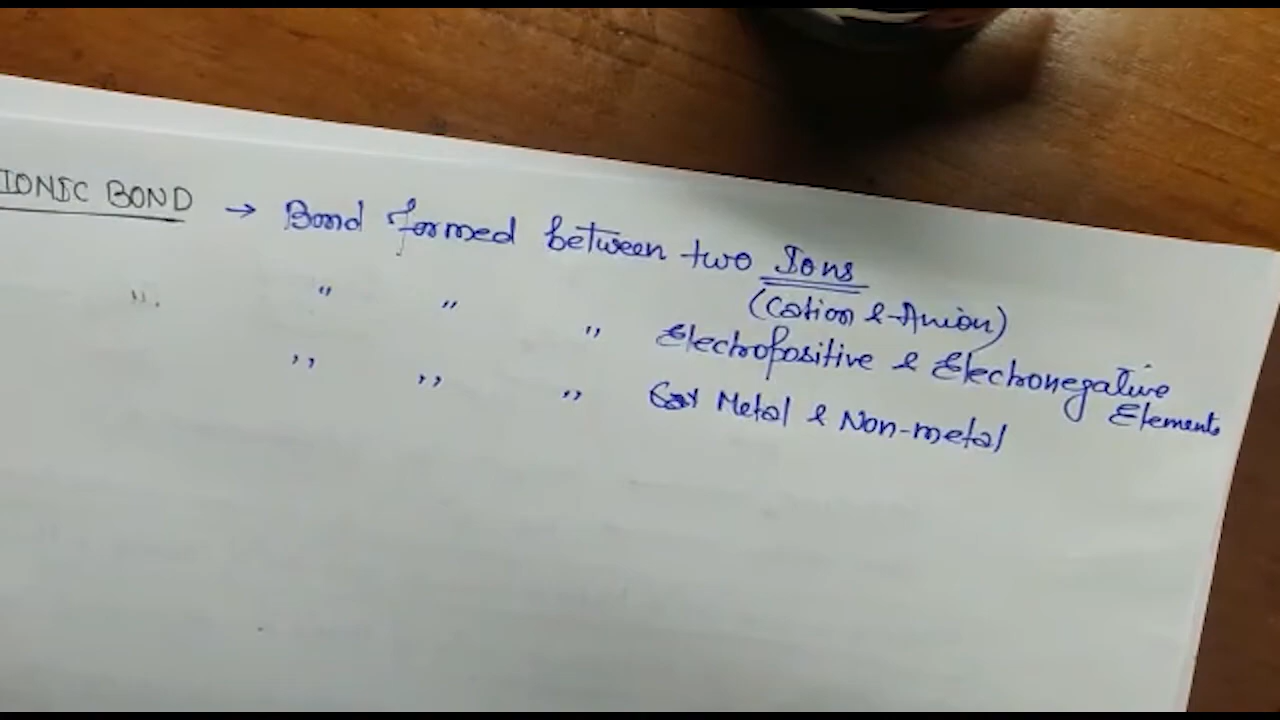 IONIC BOND → Bond formed between two Ions
(Cation & Anion)
" " " Electropositive & Electronegative
Elements
" " " Metal & Non-metal